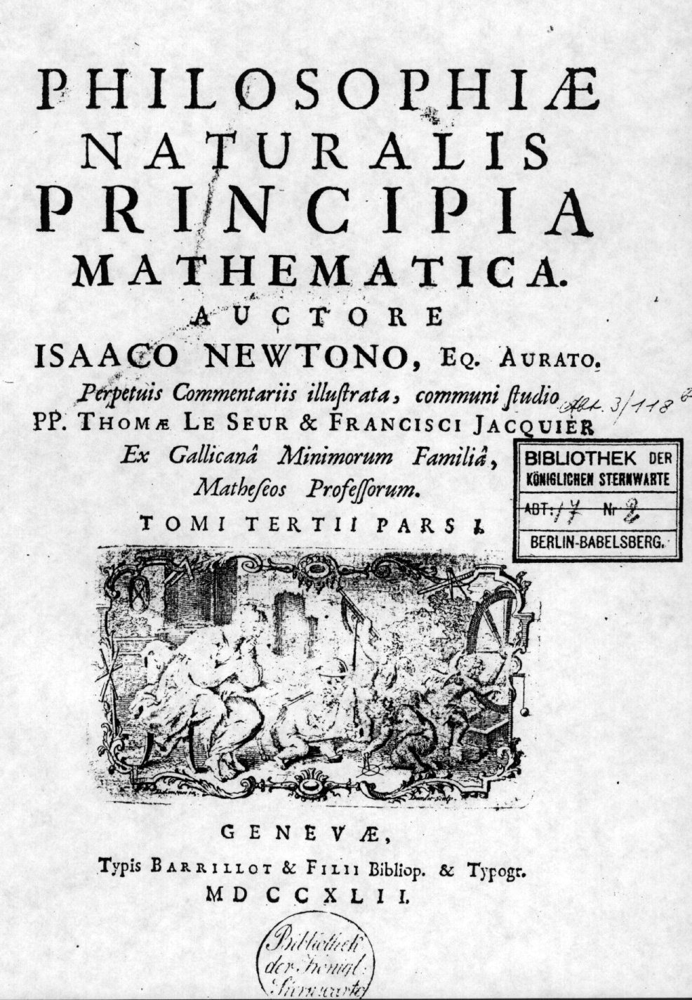 PHILOSOPHIÆ
NATURALIS
PRINCIPIA
MATHEMATICA.
AUCTORE
ISAACO NEWTONO, EQ. AURATO.
Perpetuis Commentariis illuſtrata, communi ſtudio
PP. THOMÆ LE SEUR & FRANCISCI JACQUIER
Ex Gallicanâ Minimorum Familiâ,
Matheſeos Profeſſorum.
TOMI TERTII PARS I.
Abt. 3/118
BIBLIOTHEK DER
KÖNIGLICHEN STERNWARTE
ABT: 17 Nr 2
BERLIN-BABELSBERG.
GENEVÆ,
Typis BARRILLOT & FILII Bibliop. & Typogr.
MDCCXLII.
Bibliothek
der Königl:
Sternwarte